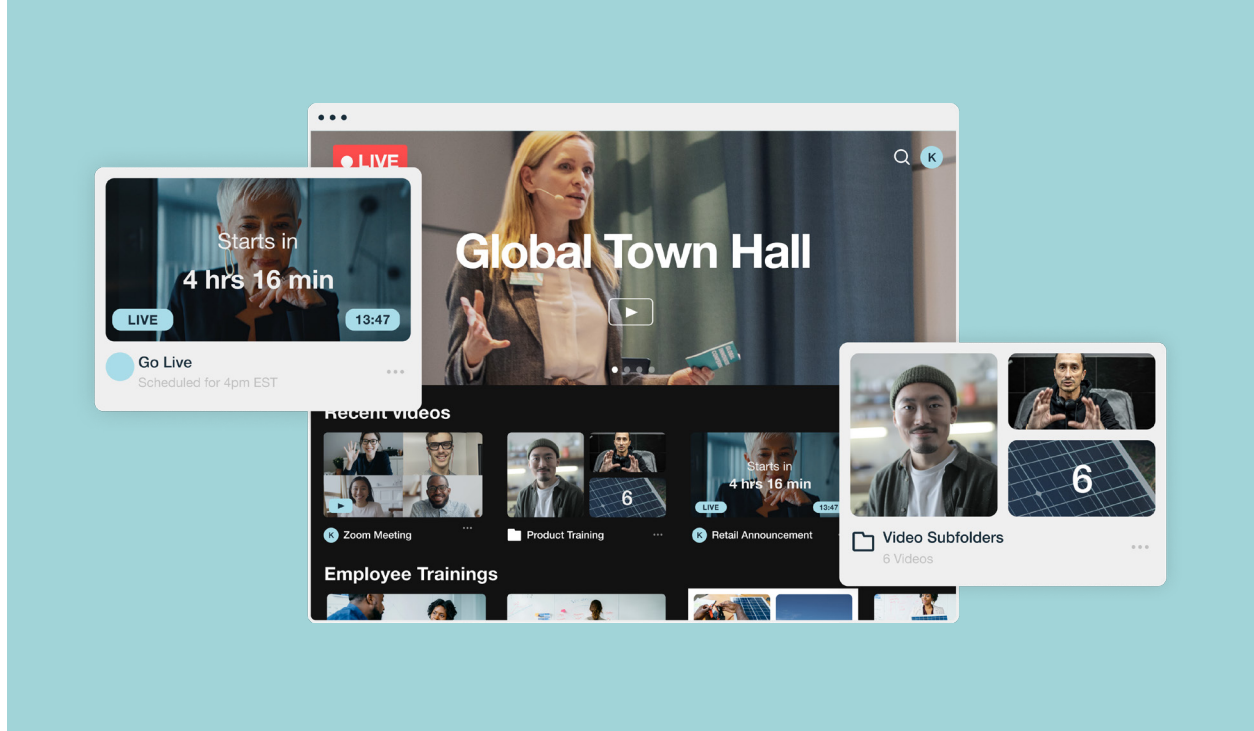 LIVE
K
Global Town Hall
Starts in
4 hrs 16 min
LIVE
13:47
Go Live
Scheduled for 4pm EST
Recent Videos
6
Starts in
4 hrs 16 min
LIVE
13:47
K Zoom Meeting
Product Training
K Retail Announcement
Employee Trainings
6
Video Subfolders
6 Videos